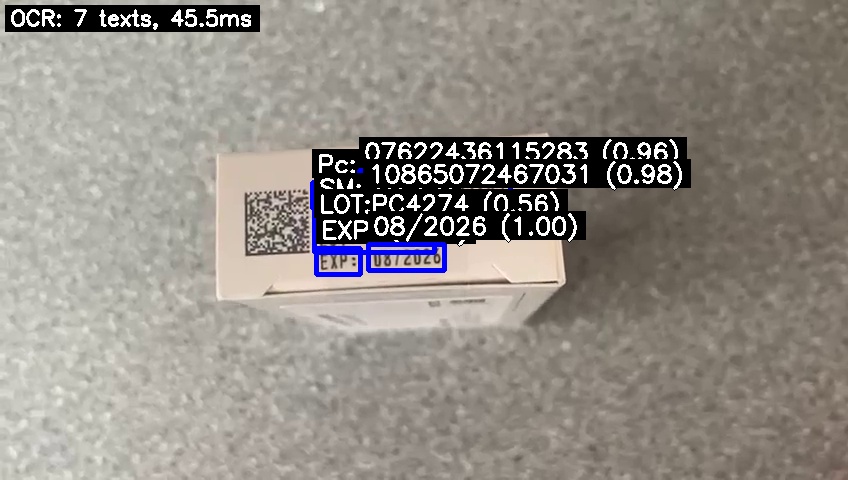 OCR: 7 texts, 45.5ms
Pc: 07622436115283 (0.96)
SM: 10865072467031 (0.98)
LOT: PC4274 (0.56)
EXP 08/2026 (1.00)
EXP: 08/2026